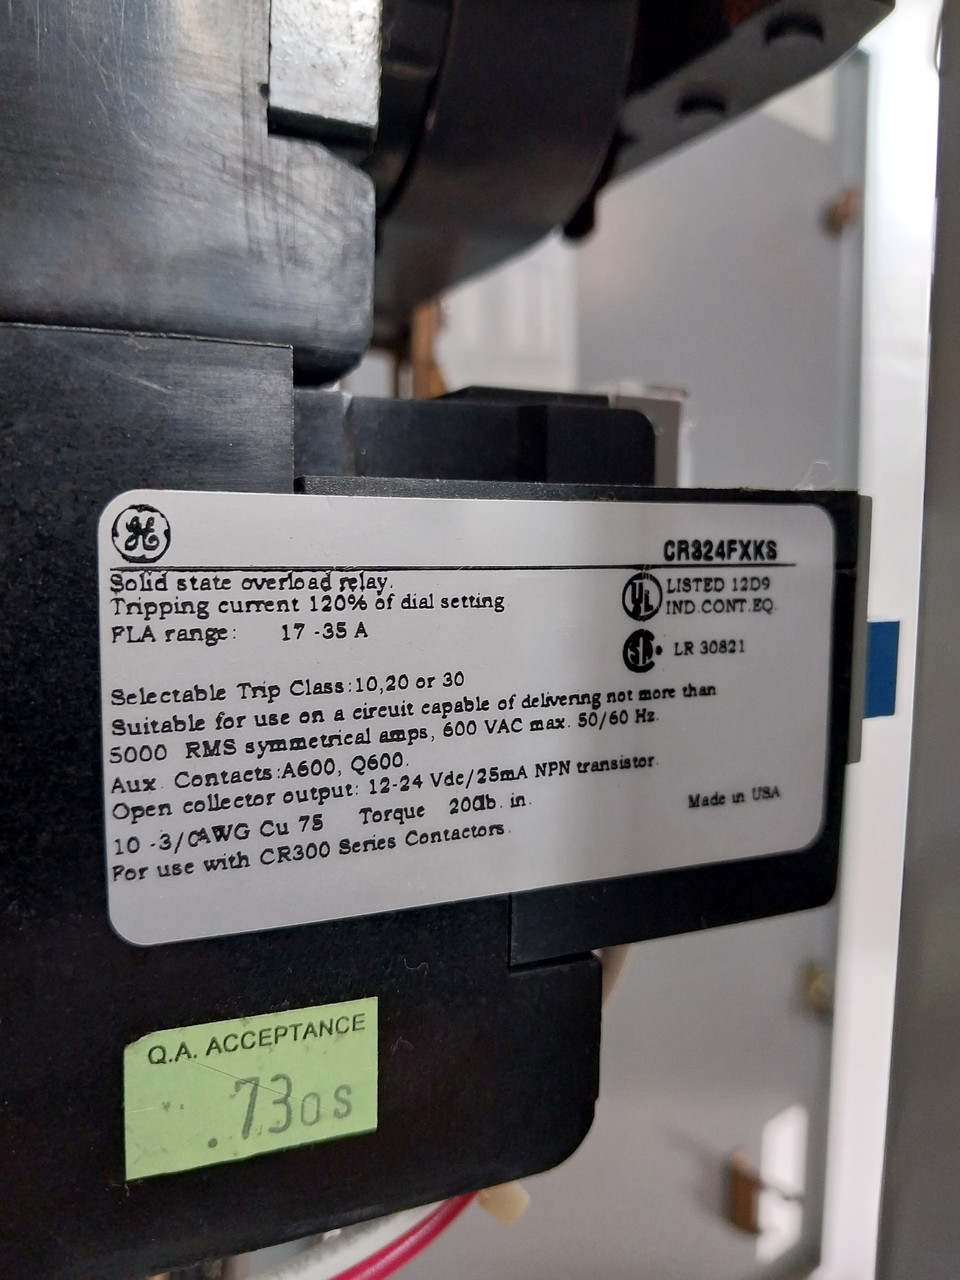 GE
CR324FXKS
Solid state overload relay.
Tripping current 120% of dial setting
FLA range: 17 -35 A
UL LISTED 12D9
IND.CONT.EQ.
SA LR 30821
Selectable Trip Class:10,20 or 30
Suitable for use on a circuit capable of delivering not more than
5000 RMS symmetrical amps, 600 VAC max. 50/60 Hz.
Aux. Contacts:A600, Q600.
Open collector output: 12-24 Vdc/25mA NPN transistor.
10 -3/0AWG Cu 75 Torque 200lb. in.
For use with CR300 Series Contactors.
Made in USA
Q.A. ACCEPTANCE
.730S